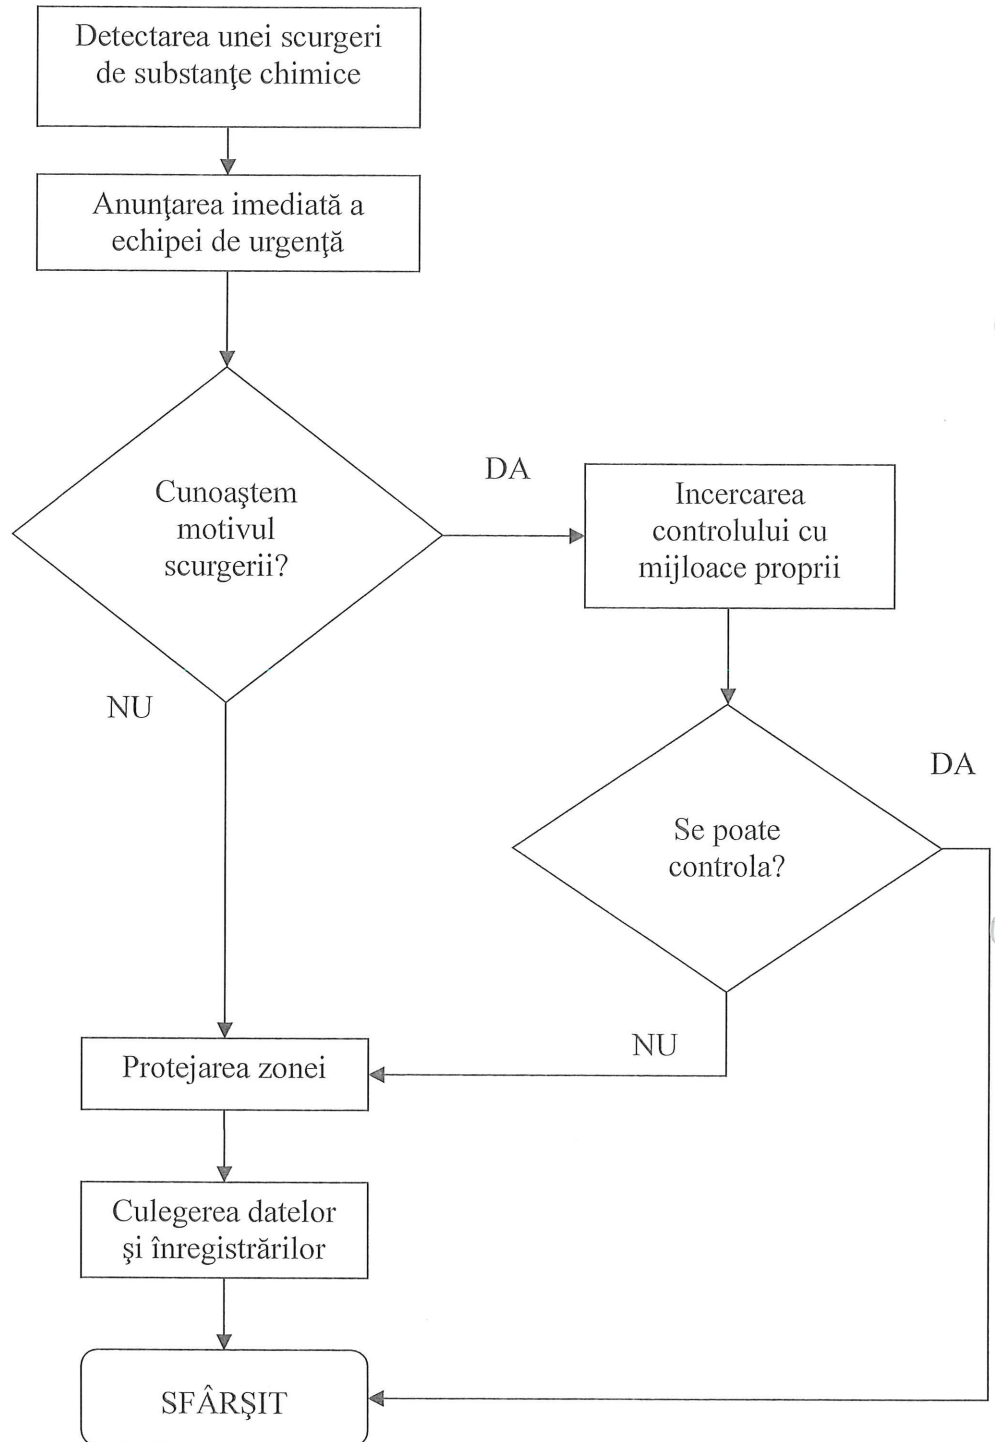 Detectarea unei scurgeri
de substanţe chimice
Anunţarea imediată a
echipei de urgenţă
Cunoaştem
motivul
scurgerii?
DA
Incercarea
controlului cu
mijloace proprii
NU
Se poate
controla?
DA
NU
Protejarea zonei
Culegerea datelor
şi înregistrărilor
SFÂRŞIT